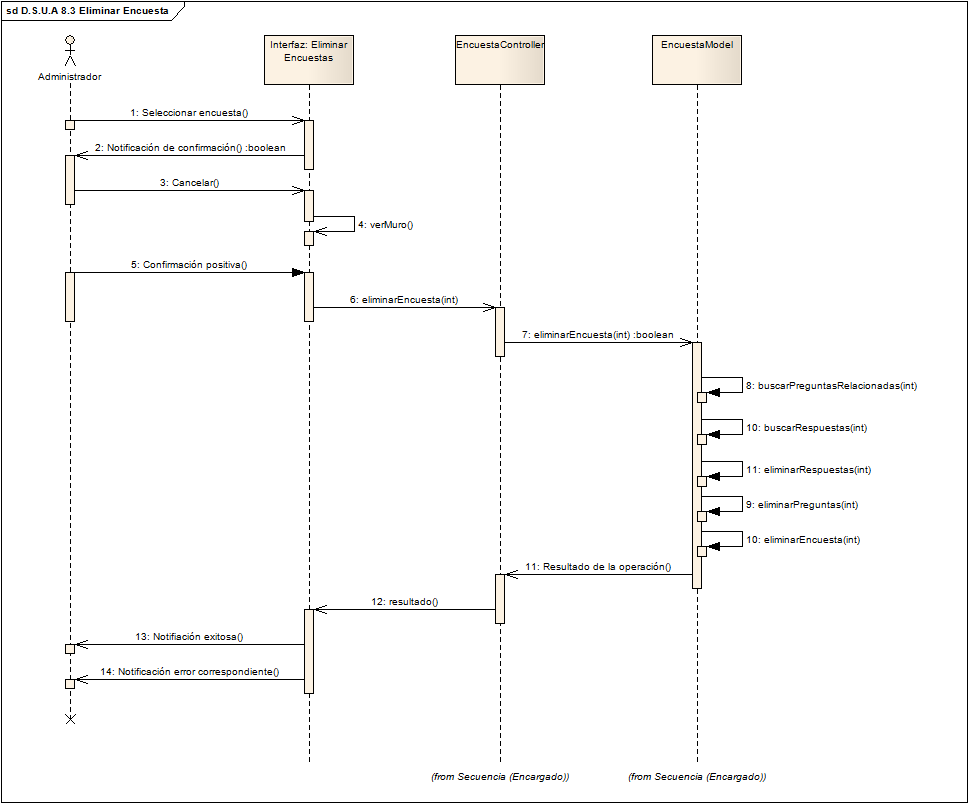 sd D.S.U.A 8.3 Eliminar Encuesta
Administrador
Interfaz: Eliminar
Encuestas
EncuestaController
EncuestaModel
1: Seleccionar encuesta()
2: Notificación de confirmación() :boolean
3: Cancelar()
4: verMuro()
5: Confirmación positiva()
6: eliminarEncuesta(int)
7: eliminarEncuesta(int) :boolean
8: buscarPreguntasRelacionadas(int)
10: buscarRespuestas(int)
11: eliminarRespuestas(int)
9: eliminarPreguntas(int)
10: eliminarEncuesta(int)
11: Resultado de la operación()
12: resultado()
13: Notifiación exitosa()
14: Notificación error correspondiente()
(from Secuencia (Encargado))
(from Secuencia (Encargado))